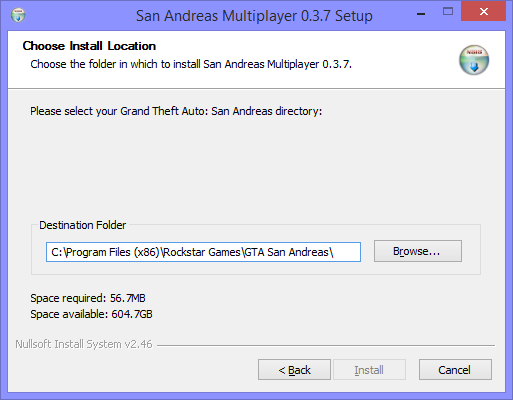 San Andreas Multiplayer 0.3.7 Setup
Choose Install Location
Choose the folder in which to install San Andreas Multiplayer 0.3.7.
Please select your Grand Theft Auto: San Andreas directory:
Destination Folder
C:\Program Files (x86)\Rockstar Games\GTA San Andreas\
Browse...
Space required: 56.7MB
Space available: 604.7GB
Nullsoft Install System v2.46
< Back
Install
Cancel